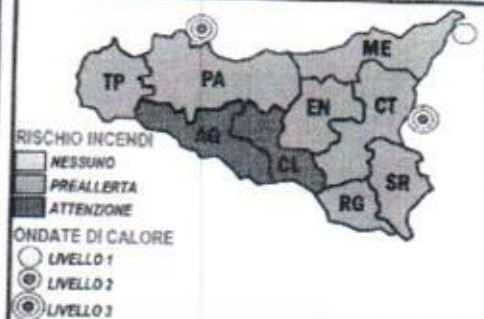 ME
TP
PA
EN
CT
AG
CL
SR
RG
RISCHIO INCENDI
NESSUNO
PREALLERTA
ATTENZIONE
ONDATE DI CALORE
LIVELLO 1
LIVELLO 2
LIVELLO 3